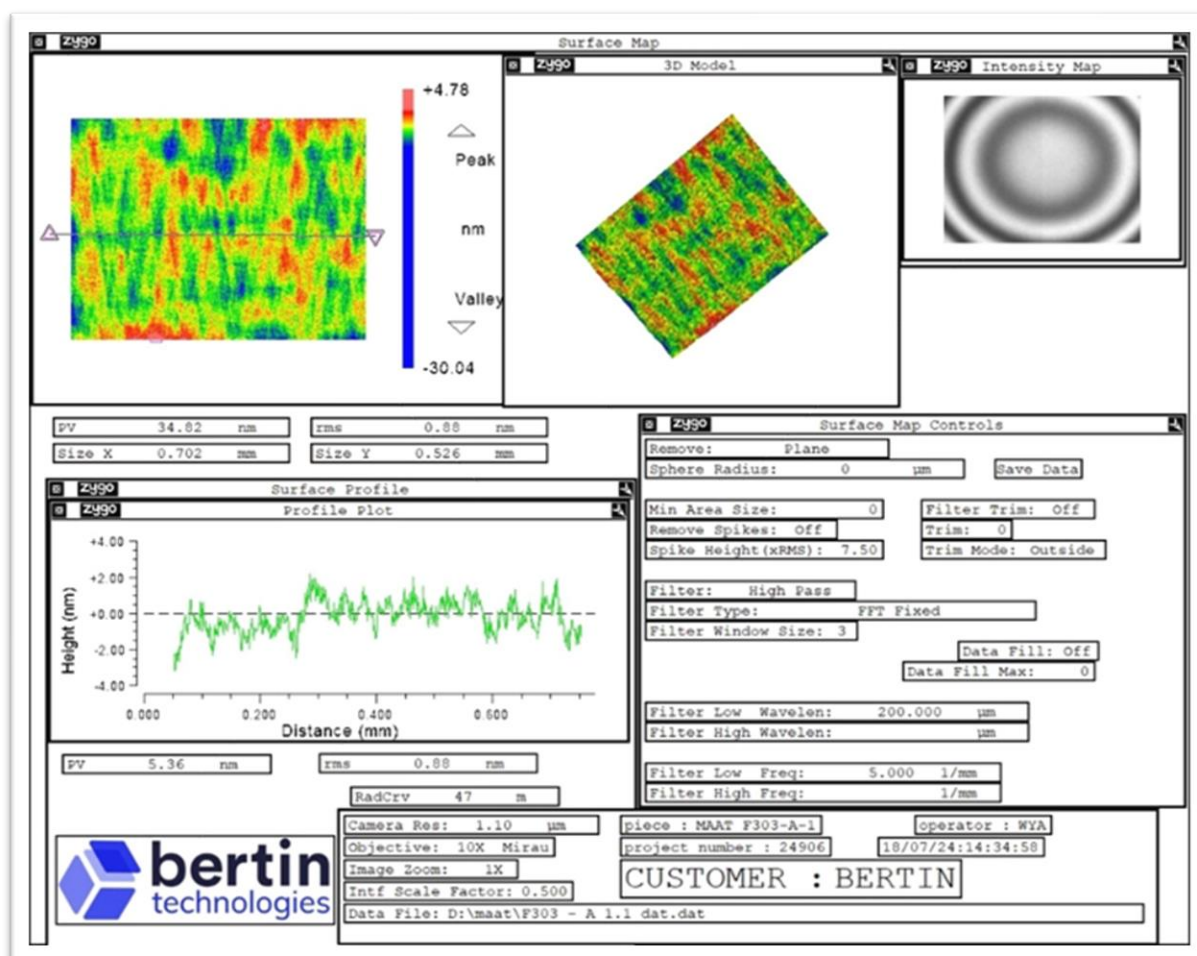 zygo Surface Map
zygo 3D Model
zygo Intensity Map
+4.78
Peak
nm
Valley
-30.04
PV 34.82 nm
rms 0.88 nm
Size X 0.702 mm
Size Y 0.526 mm
zygo Surface Profile
zygo Profile Plot
+4.00
+2.00
+0.00
-2.00
-4.00
Height (nm)
0.000 0.200 0.400 0.600
Distance (mm)
PV 5.36 nm
rms 0.88 nm
RadCrv 47 m
zygo Surface Map Controls
Remove: Plane
Sphere Radius: 0 µm
Save Data
Min Area Size: 0
Filter Trim: Off
Remove Spikes: Off
Trim: 0
Spike Height(xRMS): 7.50
Trim Mode: Outside
Filter: High Pass
Filter Type: FFT Fixed
Filter Window Size: 3
Data Fill: Off
Data Fill Max: 0
Filter Low Wavelen: 200.000 µm
Filter High Wavelen: µm
Filter Low Freq: 5.000 1/mm
Filter High Freq: 1/mm
bertin
technologies
Camera Res: 1.10 µm
piece : MAAT F303-A-1
operator : WYA
Objective: 10X Mirau
project number : 24906
18/07/24:14:34:58
Image Zoom: 1X
CUSTOMER : BERTIN
Intf Scale Factor: 0.500
Data File: D:\maat\F303 - A 1.1 dat.dat